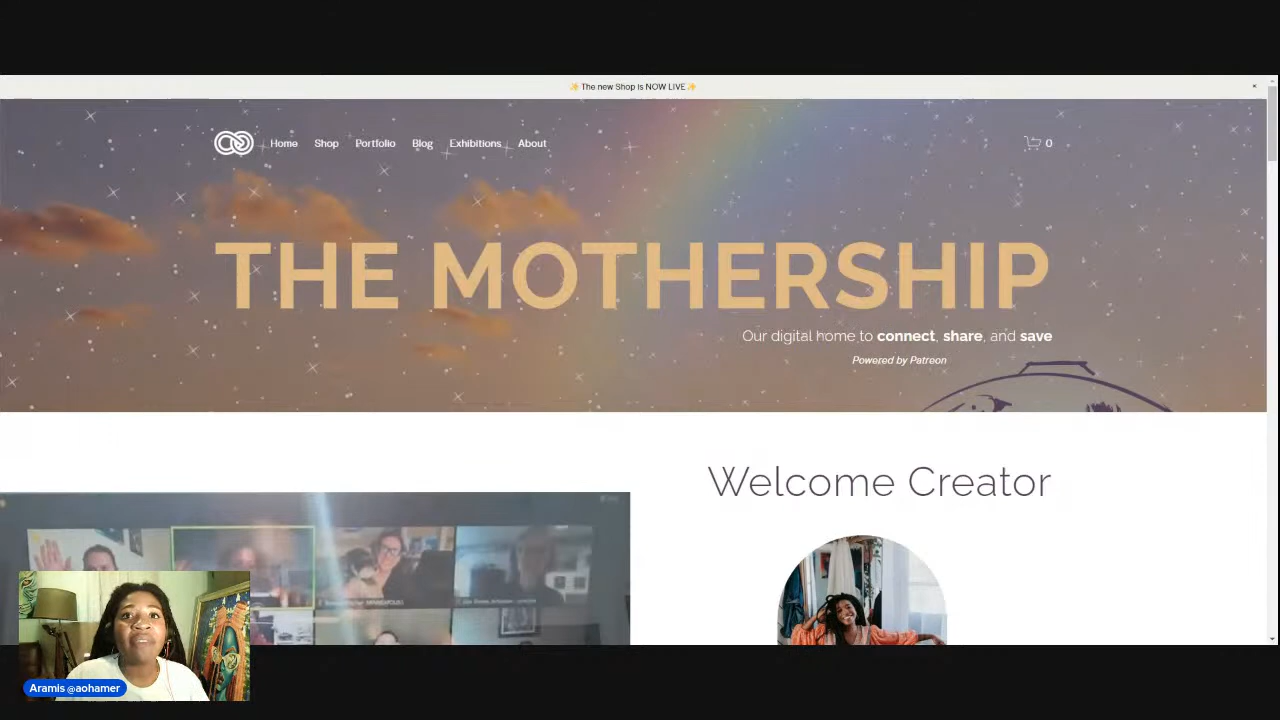 ✨ The new Shop is NOW LIVE ✨
Home Shop Portfolio Blog Exhibitions About 0
THE MOTHERSHIP
Our digital home to connect, share, and save
Powered by Patreon
Welcome Creator
Aramis @aohamer